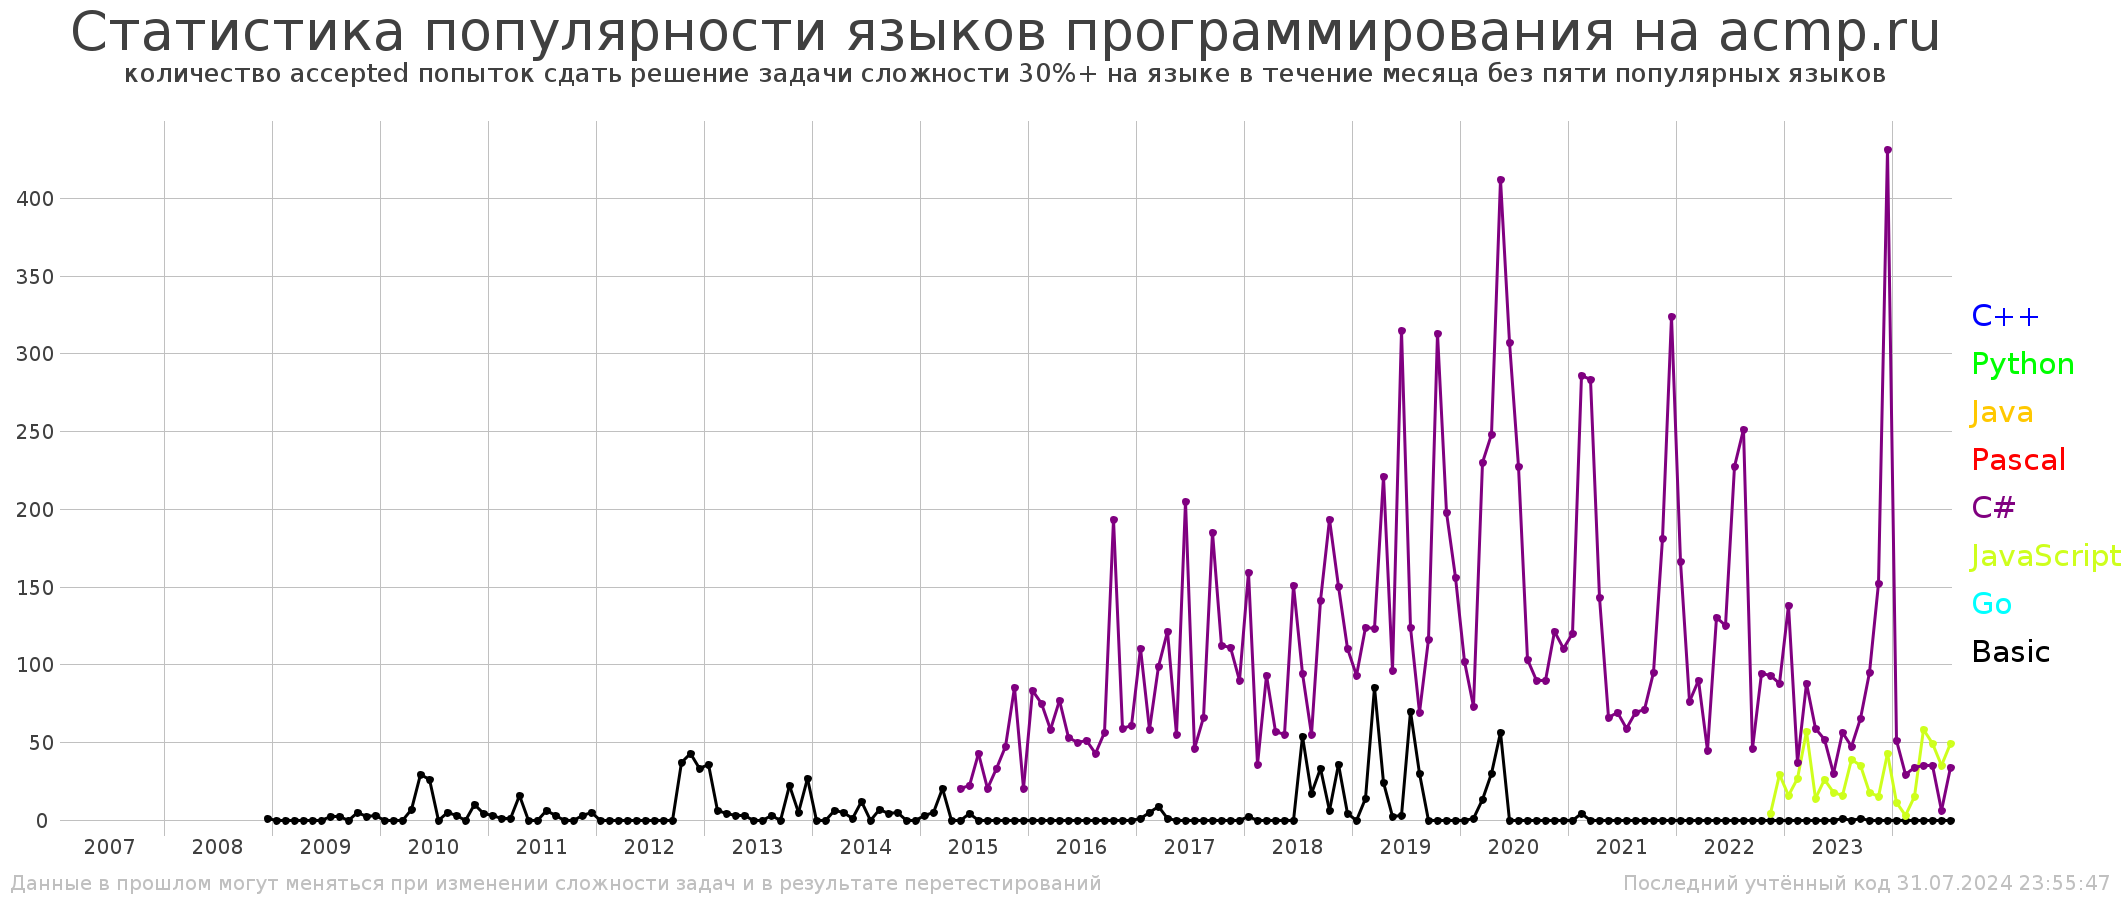 Статистика популярности языков программирования на acmp.ru
количество accepted попыток сдать решение задачи сложности 30%+ на языке в течение месяца без пяти популярных языков
400
350
300
250
200
150
100
50
0
C++
Python
Java
Pascal
C#
JavaScript
Go
Basic
2007 2008 2009 2010 2011 2012 2013 2014 2015 2016 2017 2018 2019 2020 2021 2022 2023
Данные в прошлом могут меняться при изменении сложности задач и в результате перетестирований
Последний учтённый код 31.07.2024 23:55:47